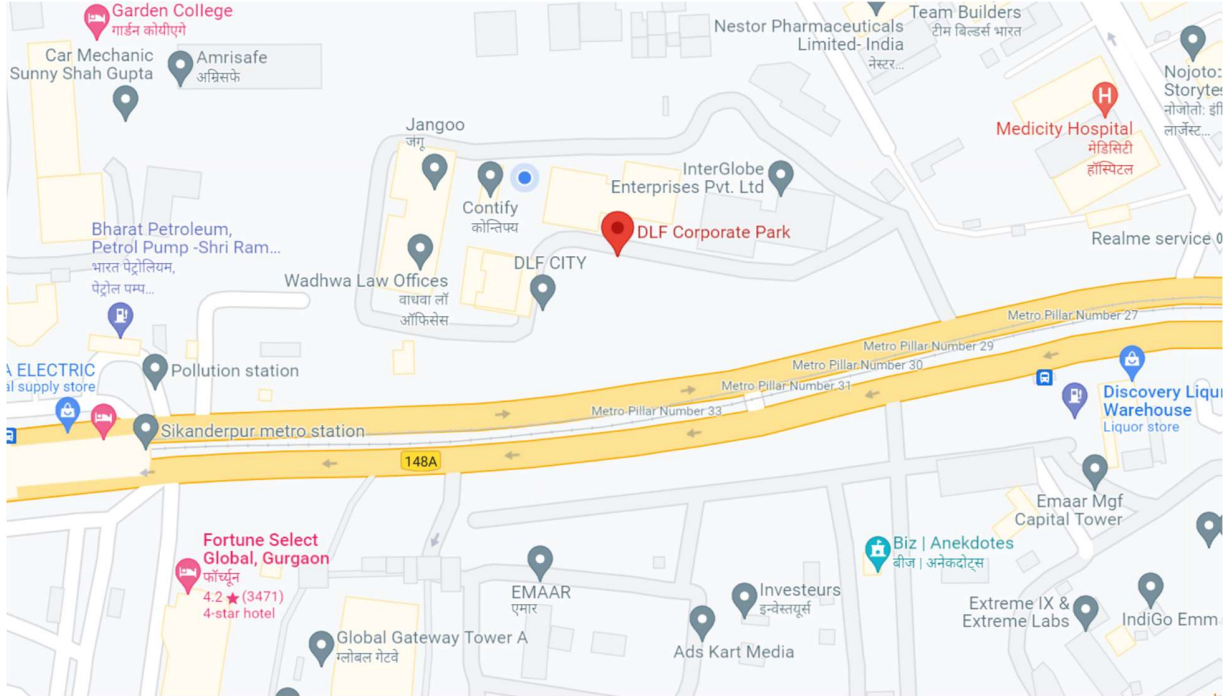 Garden College
गार्डन कोयीएगे
Car Mechanic
Sunny Shah Gupta
Amrisafe
अम्रिसफे
Nestor Pharmaceuticals
Limited- India
नेस्टर...
Team Builders
टीम बिल्डर्स भारत
Nojoto:
Storyte
नोजोतो: इंडि
लार्जेस्ट...
H
Medicity Hospital
मेडिसिटी
हॉस्पिटल
Jangoo
जंगू
Contify
कोन्तिफ्य
InterGlobe
Enterprises Pvt. Ltd
DLF Corporate Park
Realme service
Bharat Petroleum,
Petrol Pump -Shri Ram...
भारत पेट्रोलियम,
पेट्रोल पम्प...
Wadhwa Law Offices
वाधवा लॉ
ऑफिसेस
DLF CITY
Metro Pillar Number 27
Metro Pillar Number 29
Metro Pillar Number 30
Metro Pillar Number 31
Metro Pillar Number 33
A ELECTRIC
al supply store
Pollution station
Sikanderpur metro station
148A
Discovery Liqu
Warehouse
Liquor store
Emaar Mgf
Capital Tower
Fortune Select
Global, Gurgaon
फॉर्च्यून
4.2 ★ (3471)
4-star hotel
Biz | Anekdotes
बीज | अनेकदोट्स
EMAAR
एमार
Investeurs
इन्वेस्तयूर्स
Extreme IX &
Extreme Labs
IndiGo Emm
Global Gateway Tower A
ग्लोबल गेटवे
Ads Kart Media